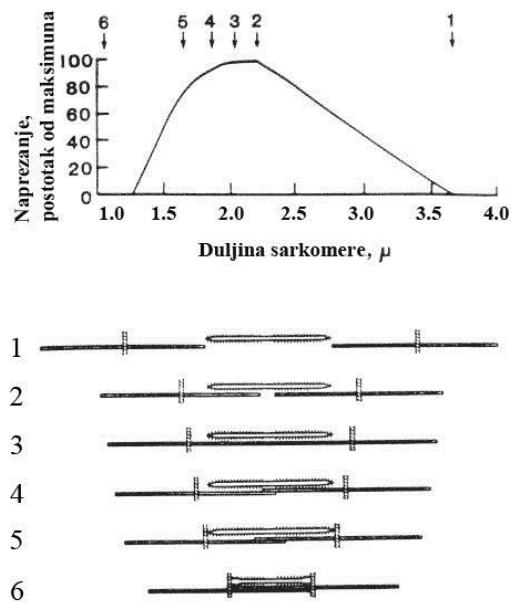 6 5 4 3 2 1
Naprezanje,
postotak od maksimuna
100
80
60
40
20
0
1.0 1.5 2.0 2.5 3.0 3.5 4.0
Duljina sarkomere, μ
1
2
3
4
5
6